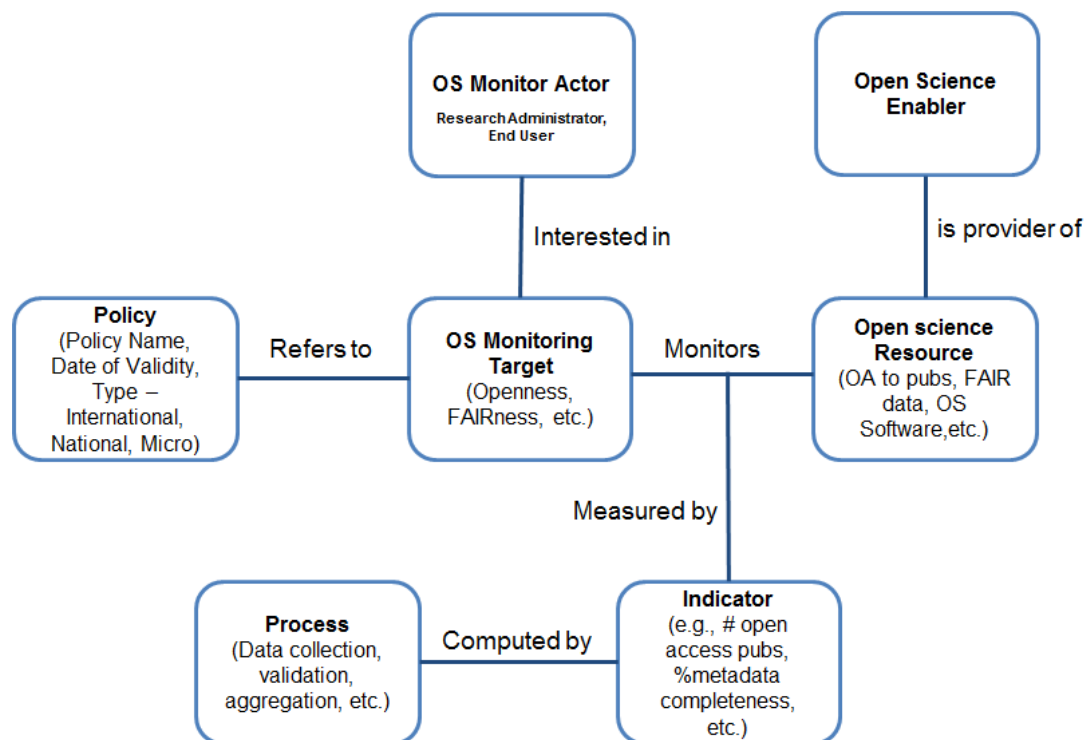 OS Monitor Actor
Research Administrator,
End User
Open Science
Enabler
Interested in
is provider of
Policy
(Policy Name,
Date of Validity,
Type –
International,
National, Micro)
Refers to
OS Monitoring
Target
(Openness,
FAIRness, etc.)
Monitors
Open science
Resource
(OA to pubs, FAIR
data, OS
Software,etc.)
Measured by
Process
(Data collection,
validation,
aggregation, etc.)
Computed by
Indicator
(e.g., # open
access pubs,
%metadata
completeness,
etc.)